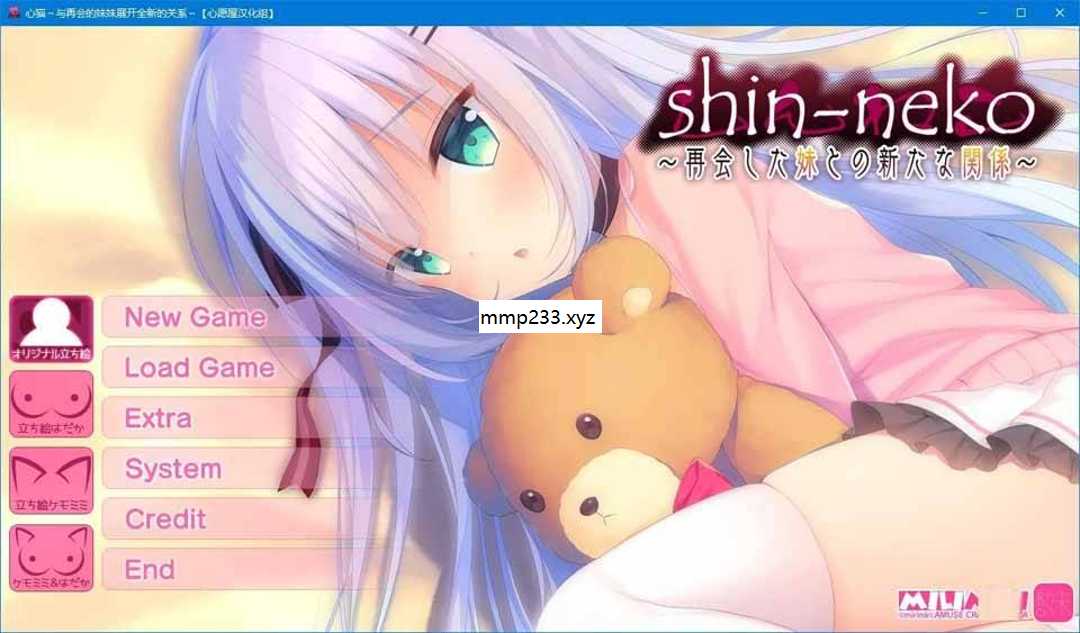 心猫~与再会的妹妹展开全新的关系~【心愿屋汉化组】
shin-neko
~再会した妹との新たな関係~
mmp233.xyz
オリジナル立ち絵
New Game
Load Game
立ち絵はだか
Extra
立ち絵ケモミミ
System
Credit
ケモミミ&はだか
End